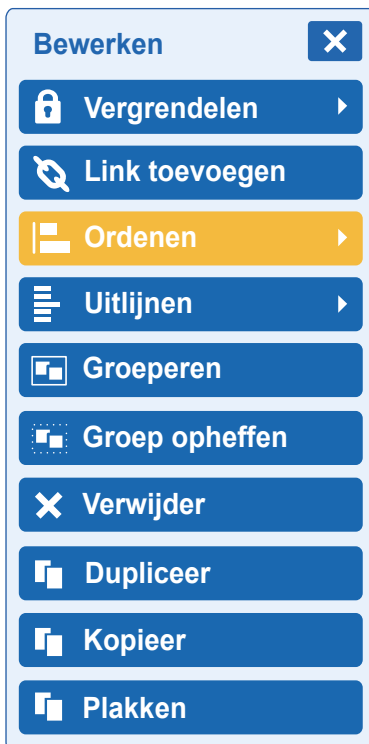 Bewerken
Vergrendelen
Link toevoegen
Ordenen
Uitlijnen
Groeperen
Groep opheffen
Verwijder
Dupliceer
Kopieer
Plakken